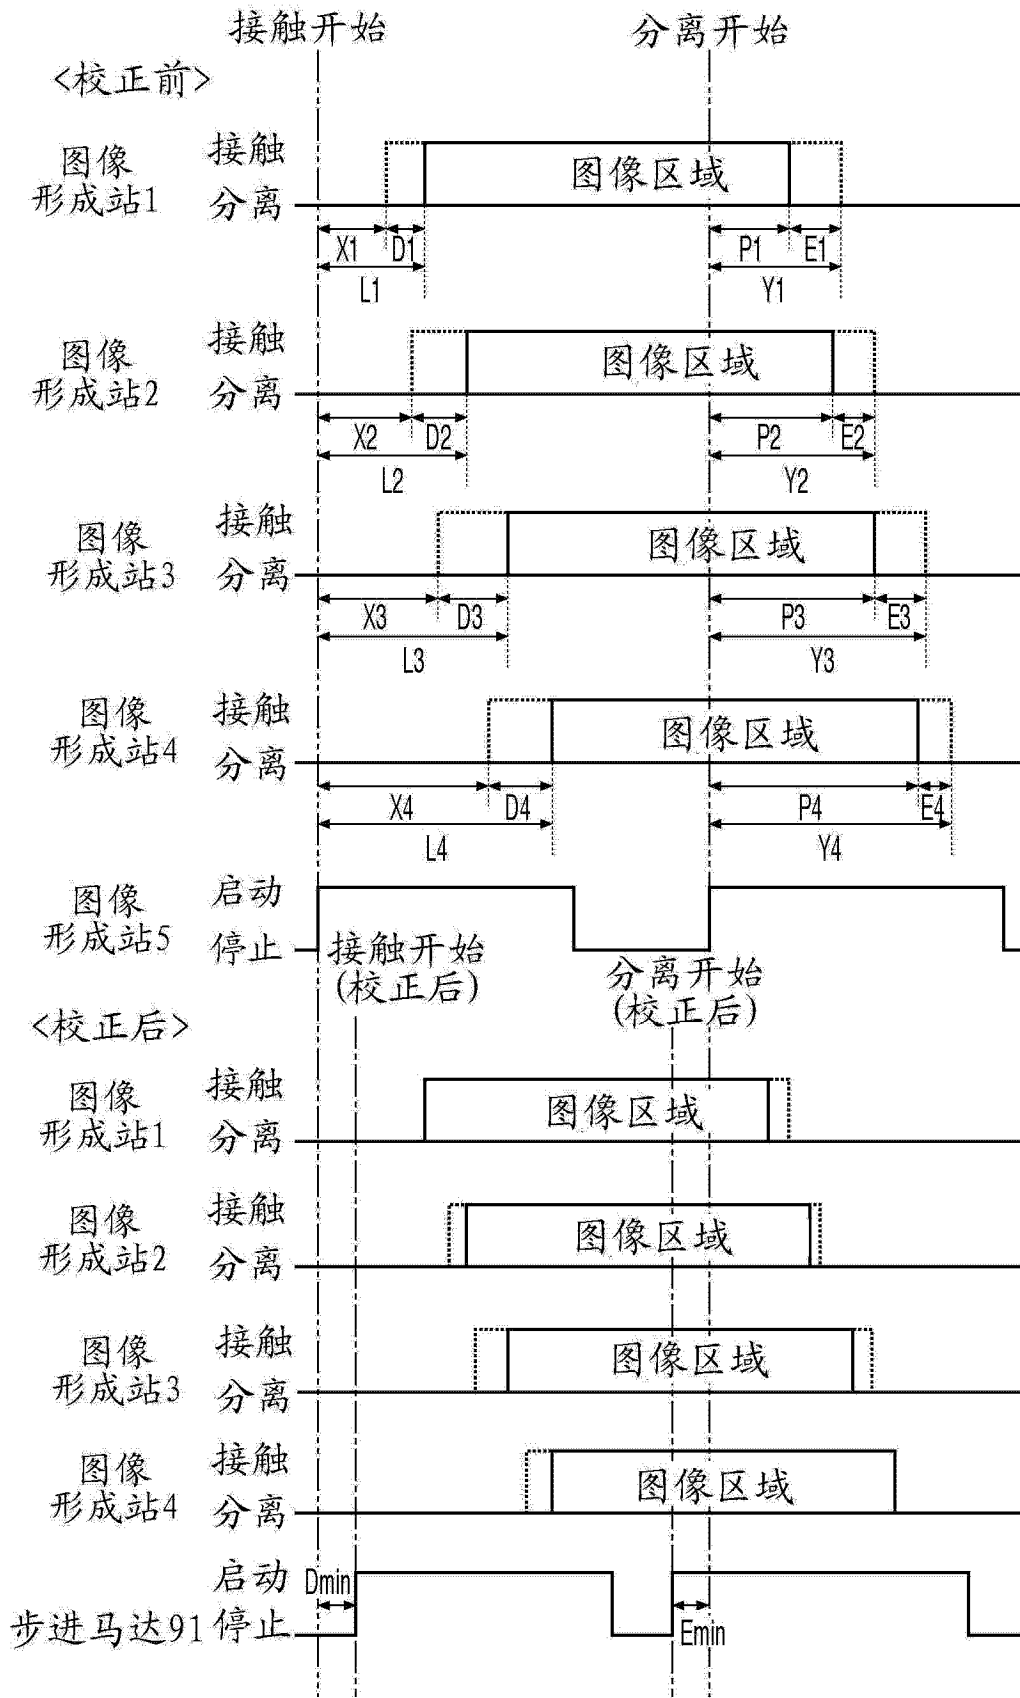 接触开始 分离开始
<校正前>
图像 接触
形成站1 分离
图像区域
X1 D1 P1 E1
L1 Y1
图像 接触
形成站2 分离
图像区域
X2 D2 P2 E2
L2 Y2
图像 接触
形成站3 分离
图像区域
X3 D3 P3 E3
L3 Y3
图像 接触
形成站4 分离
图像区域
X4 D4 P4 E4
L4 Y4
图像 启动
形成站5 停止
接触开始
(校正后)
分离开始
(校正后)
<校正后>
图像 接触
形成站1 分离
图像区域
图像 接触
形成站2 分离
图像区域
图像 接触
形成站3 分离
图像区域
图像 接触
形成站4 分离
图像区域
启动 Dmin
步进马达91 停止
Emin